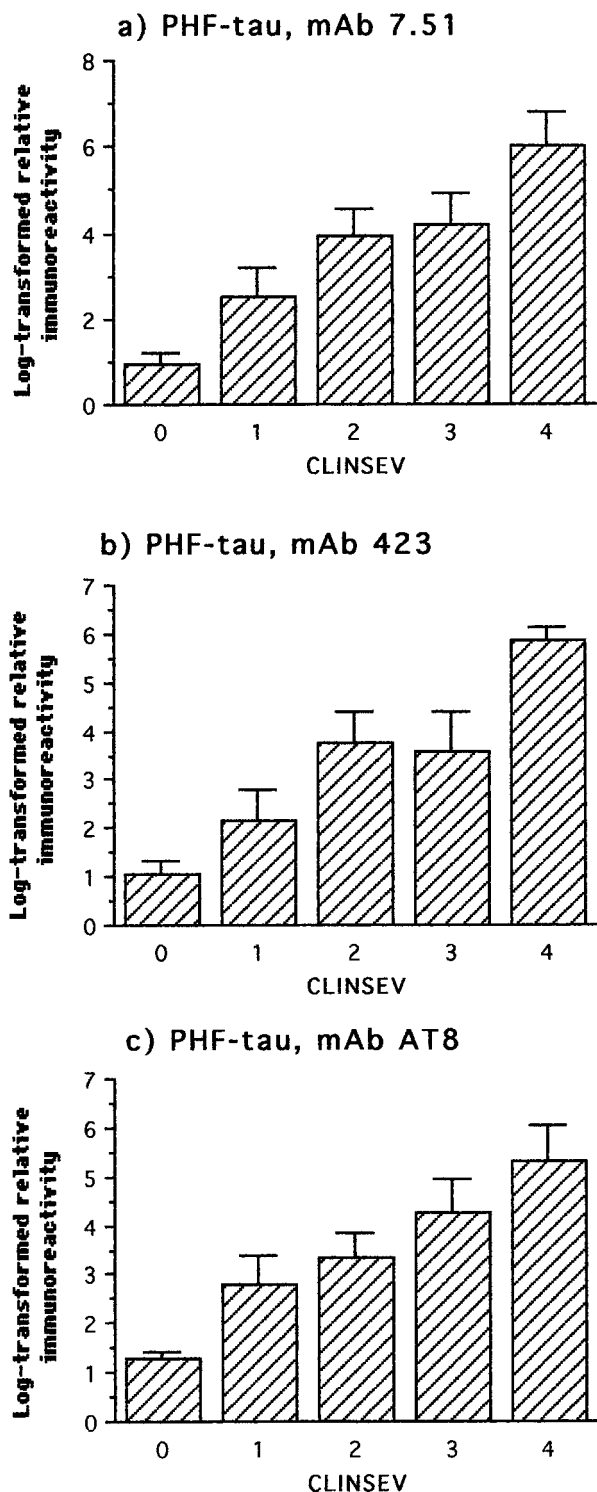 a) PHF-tau, mAb 7.51
Log-transformed relative
immunoreactivity
8
6
4
2
0
0 1 2 3 4
CLINSEV
b) PHF-tau, mAb 423
Log-transformed relative
immunoreactivity
7
6
5
4
3
2
1
0
0 1 2 3 4
CLINSEV
c) PHF-tau, mAb AT8
Log-transformed relative
immunoreactivity
7
6
5
4
3
2
1
0
0 1 2 3 4
CLINSEV